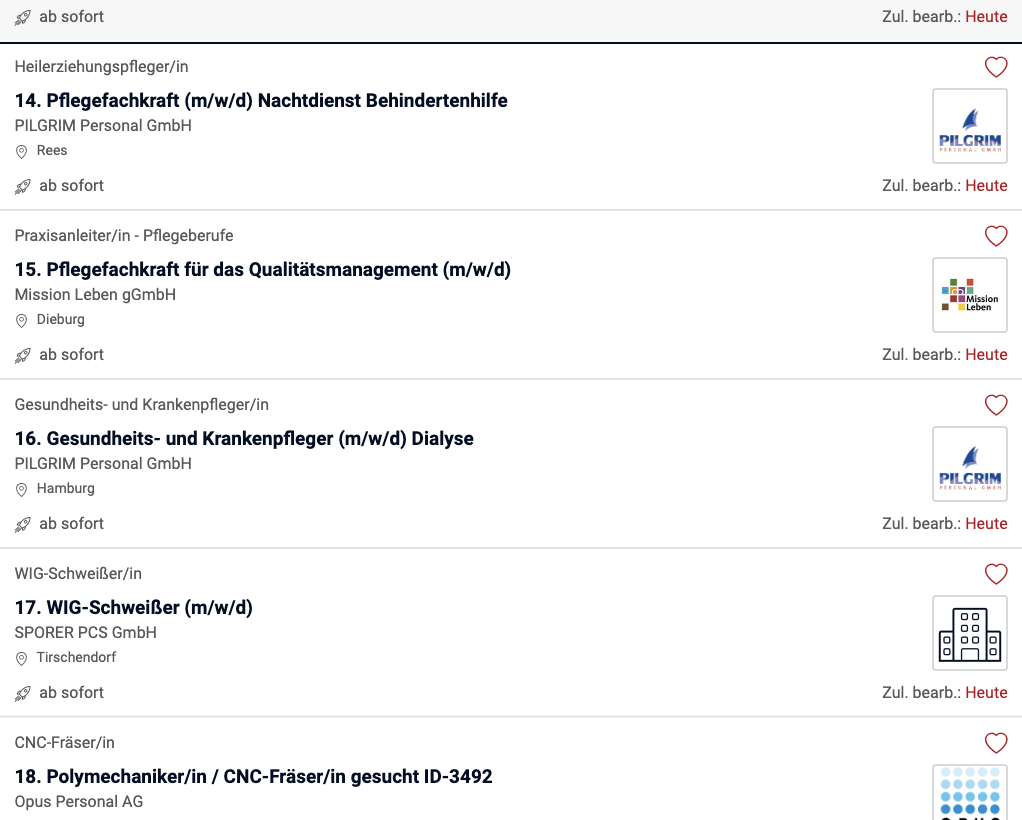 ab sofort Zul. bearb.: Heute
Heilerziehungspfleger/in
14. Pflegefachkraft (m/w/d) Nachtdienst Behindertenhilfe
PILGRIM Personal GmbH
Rees
PILGRIM
PERSONAL GMBH
ab sofort Zul. bearb.: Heute
Praxisanleiter/in - Pflegeberufe
15. Pflegefachkraft für das Qualitätsmanagement (m/w/d)
Mission Leben gGmbH
Dieburg
Mission
Leben
ab sofort Zul. bearb.: Heute
Gesundheits- und Krankenpfleger/in
16. Gesundheits- und Krankenpfleger (m/w/d) Dialyse
PILGRIM Personal GmbH
Hamburg
PILGRIM
PERSONAL GMBH
ab sofort Zul. bearb.: Heute
WIG-Schweißer/in
17. WIG-Schweißer (m/w/d)
SPORER PCS GmbH
Tirschendorf
ab sofort Zul. bearb.: Heute
CNC-Fräser/in
18. Polymechaniker/in / CNC-Fräser/in gesucht ID-3492
Opus Personal AG